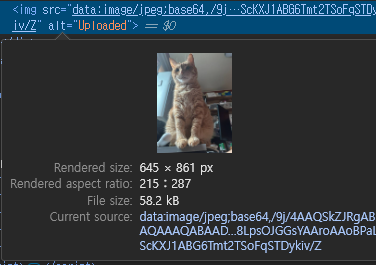 <img src="data:image/jpeg;base64,/9j…ScKXJ1ABG6Tmt2TSoFqSTDyk
iv/Z" alt="Uploaded"> == $0
Rendered size: 645 × 861 px
Rendered aspect ratio: 215∶287
File size: 58.2 kB
Current source: data:image/jpeg;base64,/9j/4AAQSkZJRgAB
AQAAAQABAAD…8LpsOJGGsYAAroAAoBPaL
ScKXJ1ABG6Tmt2TSoFqSTDykiv/Z